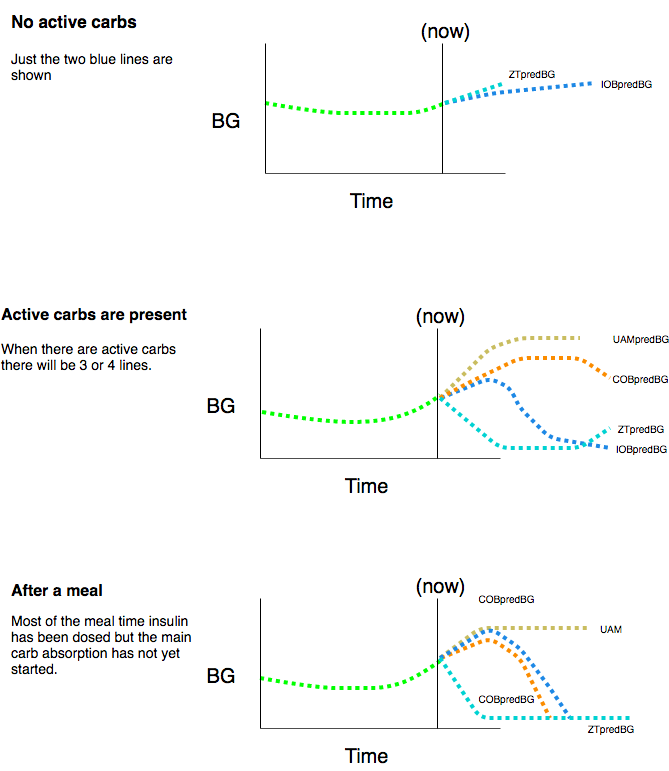 No active carbs
Just the two blue lines are
shown
(now)
ZTpredBG
IOBpredBG
BG
Time
Active carbs are present
When there are active carbs
there will be 3 or 4 lines.
(now)
UAMpredBG
COBpredBG
ZTpredBG
IOBpredBG
BG
Time
After a meal
Most of the meal time insulin
has been dosed but the main
carb absorption has not yet
started.
(now)
COBpredBG
UAM
COBpredBG
ZTpredBG
BG
Time